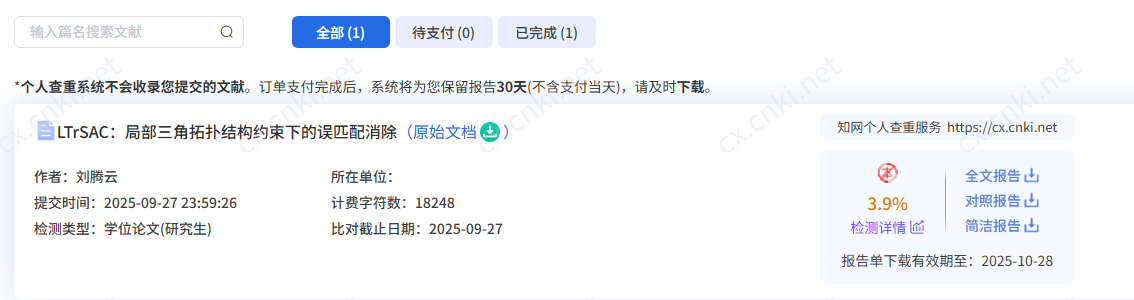 输入篇名搜索文献
全部 (1)
待支付 (0)
已完成 (1)
*个人查重系统不会收录您提交的文献。订单支付完成后，系统将为您保留报告30天(不含支付当天)，请及时下载。
LTrSAC：局部三角拓扑结构约束下的误匹配消除（原始文档）
知网个人查重服务 https://cx.cnki.net
作者：刘腾云
所在单位：
提交时间：2025-09-27 23:59:26
计费字符数：18248
检测类型：学位论文(研究生)
比对截止日期：2025-09-27
3.9%
检测详情
全文报告
对照报告
简洁报告
报告单下载有效期至：2025-10-28
cx.cnki.net
cx.cnki.net
cx.cnki.net
cx.cnki.net
cx.cnki.net